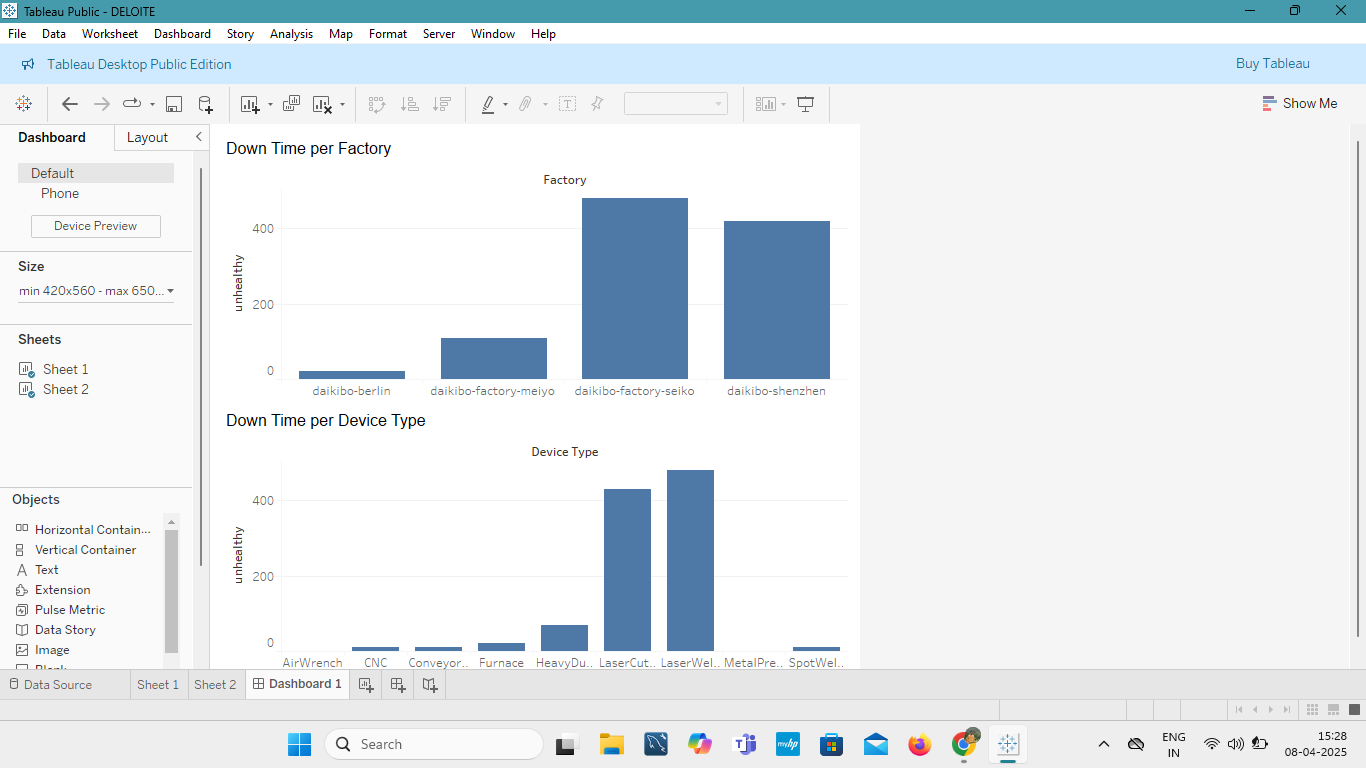 Tableau Public - DELOITE
File Data Worksheet Dashboard Story Analysis Map Format Server Window Help
Tableau Desktop Public Edition
Buy Tableau
Show Me
Dashboard Layout
Default
Phone
Device Preview
Size
min 420x560 - max 650...
Sheets
Sheet 1
Sheet 2
Objects
Horizontal Contain...
Vertical Container
Text
Extension
Pulse Metric
Data Story
Image
Down Time per Factory
Factory
unhealthy
400
200
0
daikibo-berlin daikibo-factory-meiyo daikibo-factory-seiko daikibo-shenzhen
Down Time per Device Type
Device Type
unhealthy
400
200
0
AirWrench CNC Conveyor.. Furnace HeavyDu.. LaserCut.. LaserWel.. MetalPre.. SpotWel..
Data Source Sheet 1 Sheet 2 Dashboard 1
Search
myhp
ENG
IN
15:28
08-04-2025